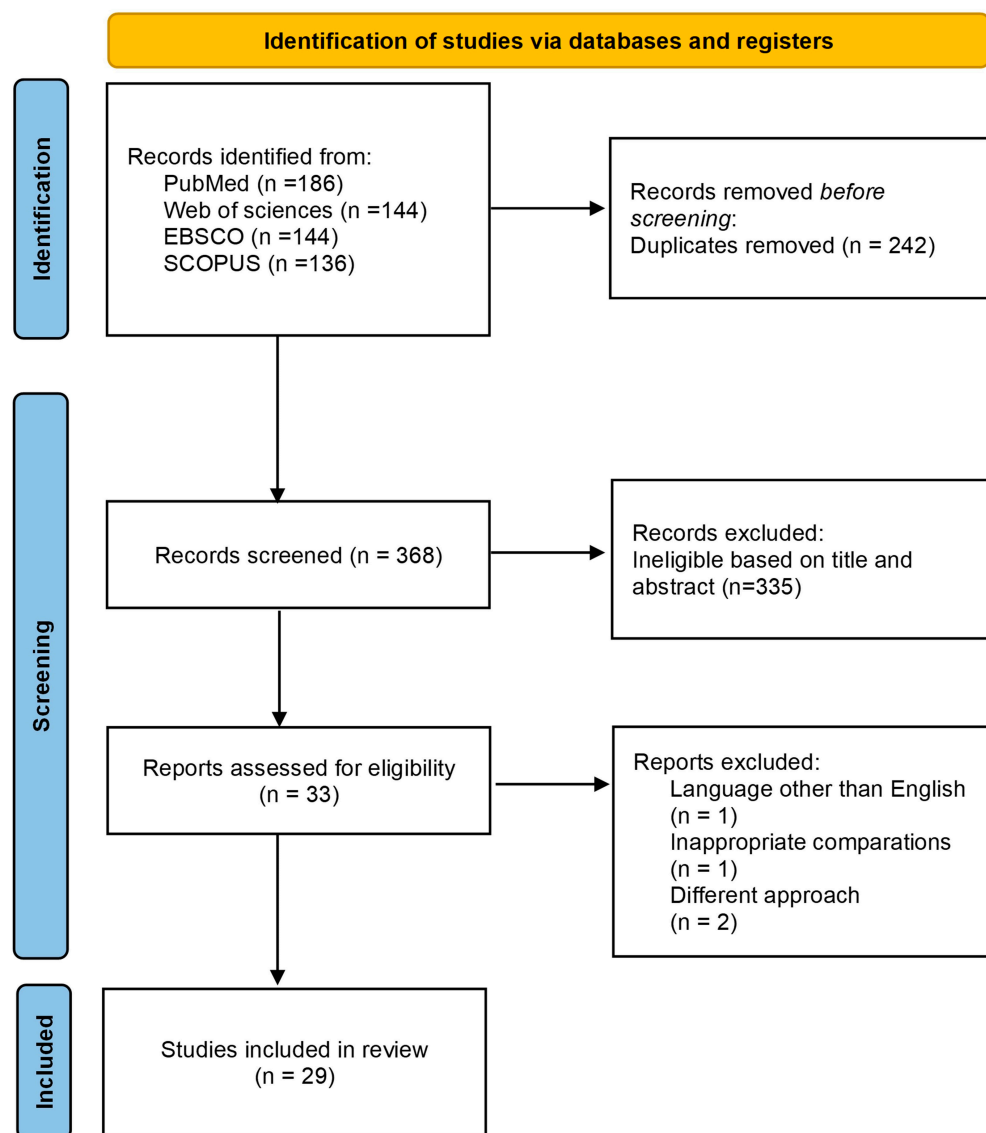 Identification of studies via databases and registers
Identification
Records identified from:
PubMed (n =186)
Web of sciences (n =144)
EBSCO (n =144)
SCOPUS (n =136)
Records removed before
screening:
Duplicates removed (n = 242)
Screening
Records screened (n = 368)
Records excluded:
Ineligible based on title and
abstract (n=335)
Reports assessed for eligibility
(n = 33)
Reports excluded:
Language other than English
(n = 1)
Inappropriate comparations
(n = 1)
Different approach
(n = 2)
Included
Studies included in review
(n = 29)